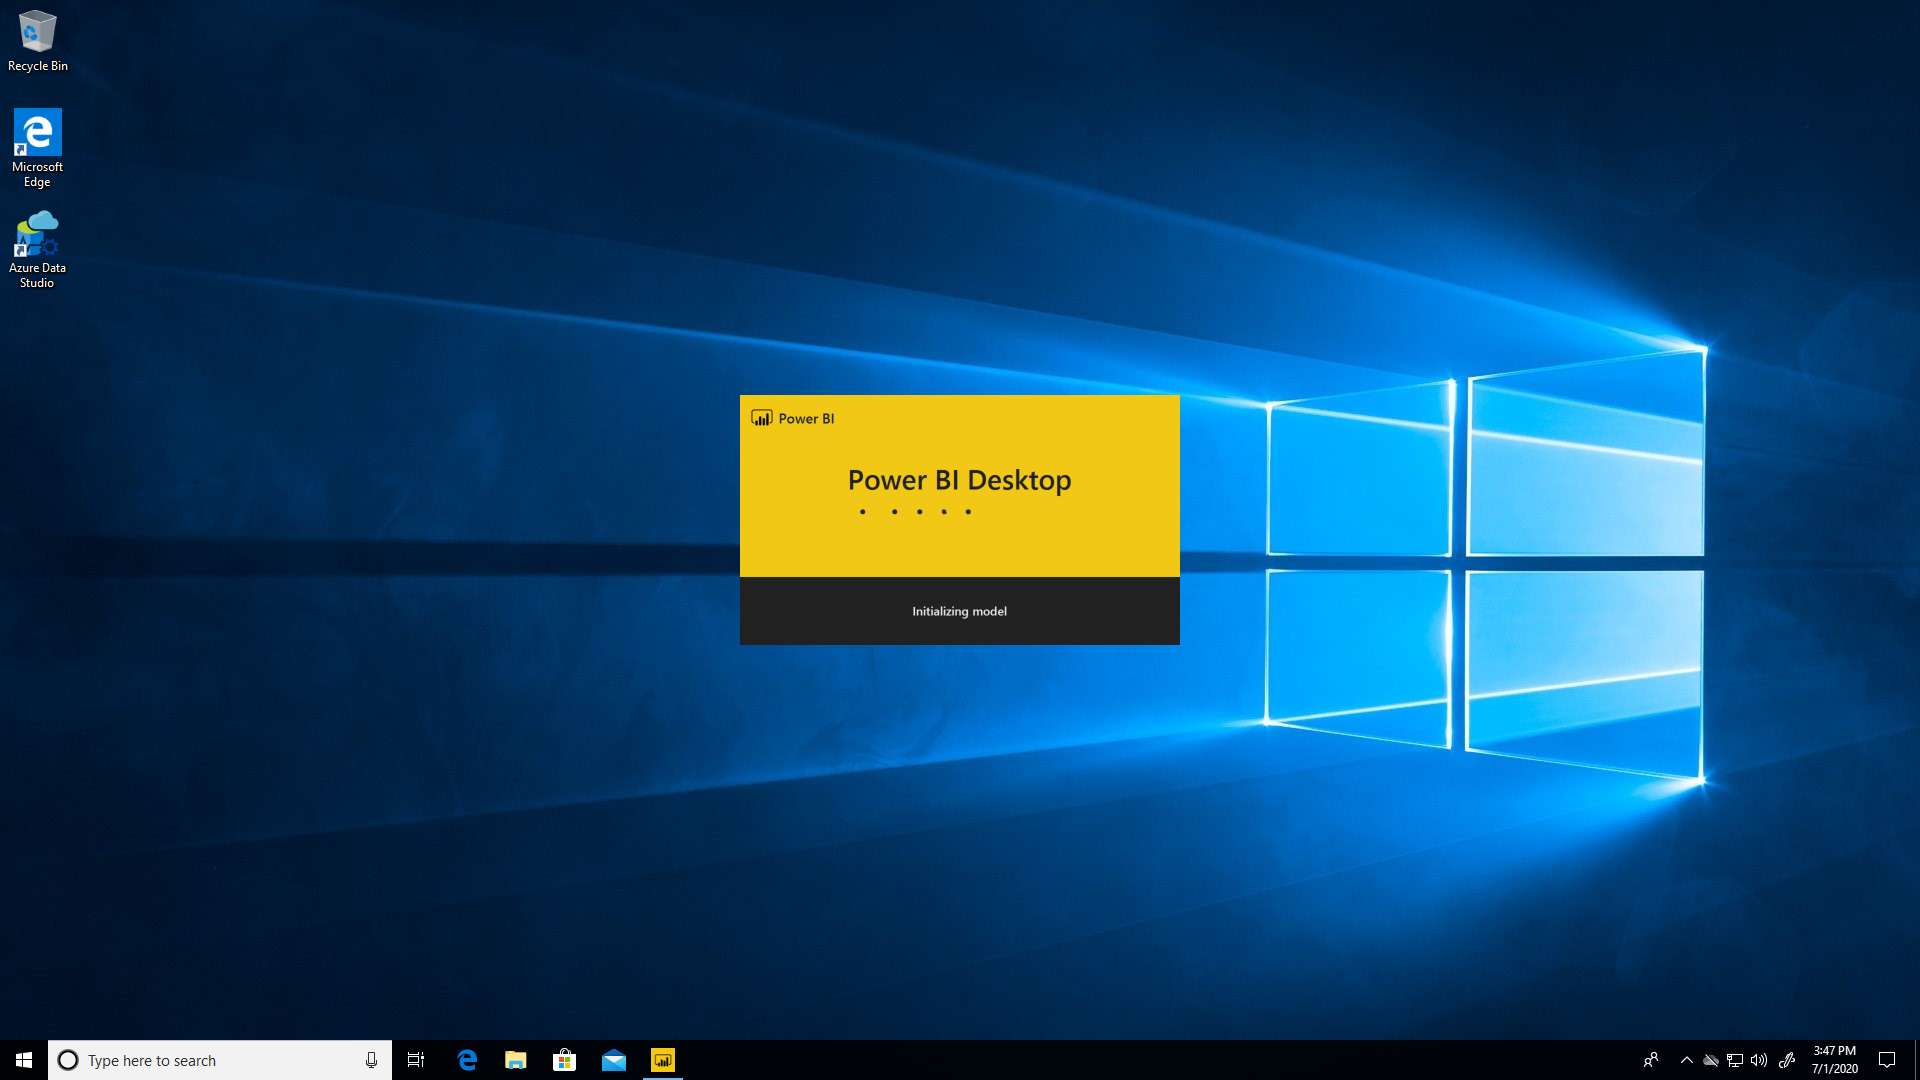 Recycle Bin
Microsoft
Edge
Azure Data
Studio
Power BI
Power BI Desktop
Initializing model
Type here to search
3:47 PM
7/1/2020